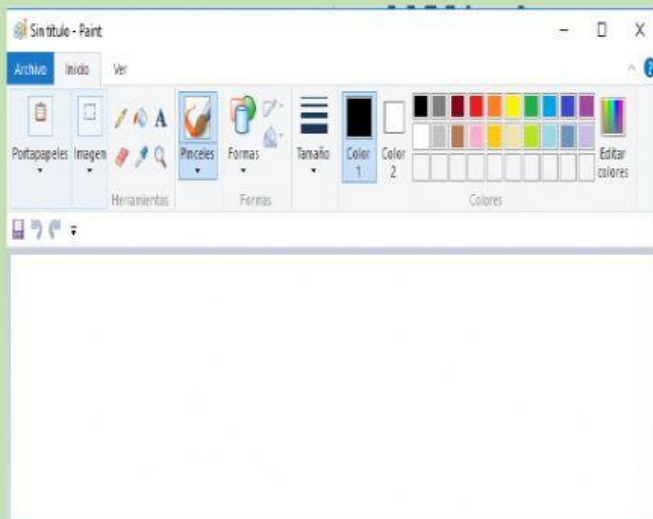 Sin título - Paint
Archivo Inicio Ver
Portapapeles Imagen Pinceles Formas Tamaño Color 1 Color 2 Editar colores
Herramientas Formas Colores